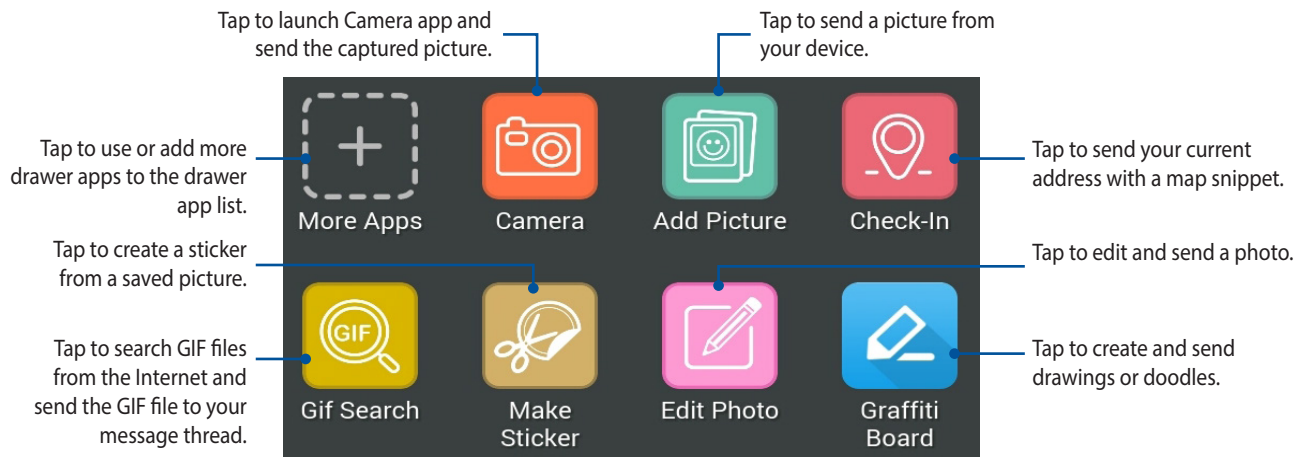 Tap to launch Camera app and
send the captured picture.
Tap to send a picture from
your device.
Tap to use or add more
drawer apps to the drawer
app list.
Tap to send your current
address with a map snippet.
More Apps
Camera
Add Picture
Check-In
Tap to create a sticker
from a saved picture.
Tap to edit and send a photo.
Tap to search GIF files
from the Internet and
send the GIF file to your
message thread.
GIF
Tap to create and send
drawings or doodles.
Gif Search
Make
Sticker
Edit Photo
Graffiti
Board